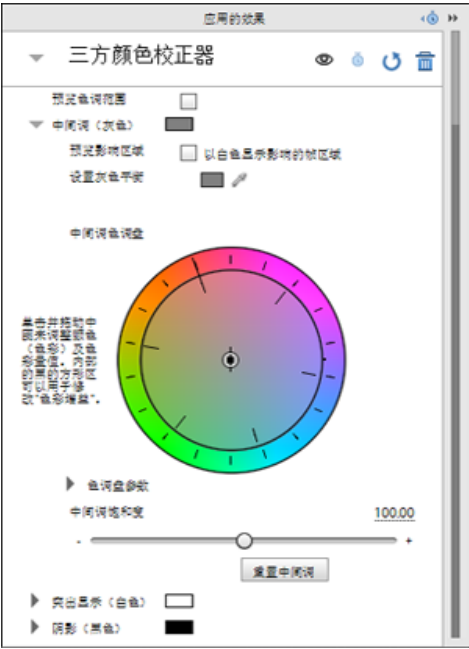 应用的效果
三方颜色校正器
预览色调范围
中间调（灰色）
预览影响区域
以白色显示影响的帧区域
设置灰色平衡
中间调色调盘
单击并拖动中
圈来调整颜色
（色彩）及色
彩量值。内部
的黑的方形区
可以用于修
改“色彩增益”。
色调盘参数
中间调饱和度
100.00
- +
重置中间调
突出显示（白色）
阴影（黑色）